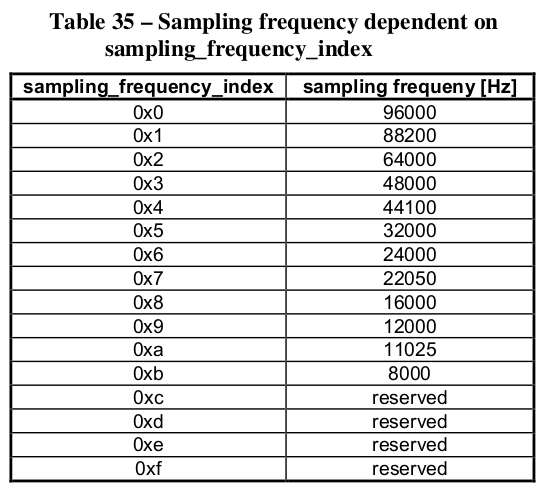 Table 35 – Sampling frequency dependent on
sampling_frequency_index
sampling_frequency_index sampling frequeny [Hz]
0x0 96000
0x1 88200
0x2 64000
0x3 48000
0x4 44100
0x5 32000
0x6 24000
0x7 22050
0x8 16000
0x9 12000
0xa 11025
0xb 8000
0xc reserved
0xd reserved
0xe reserved
0xf reserved